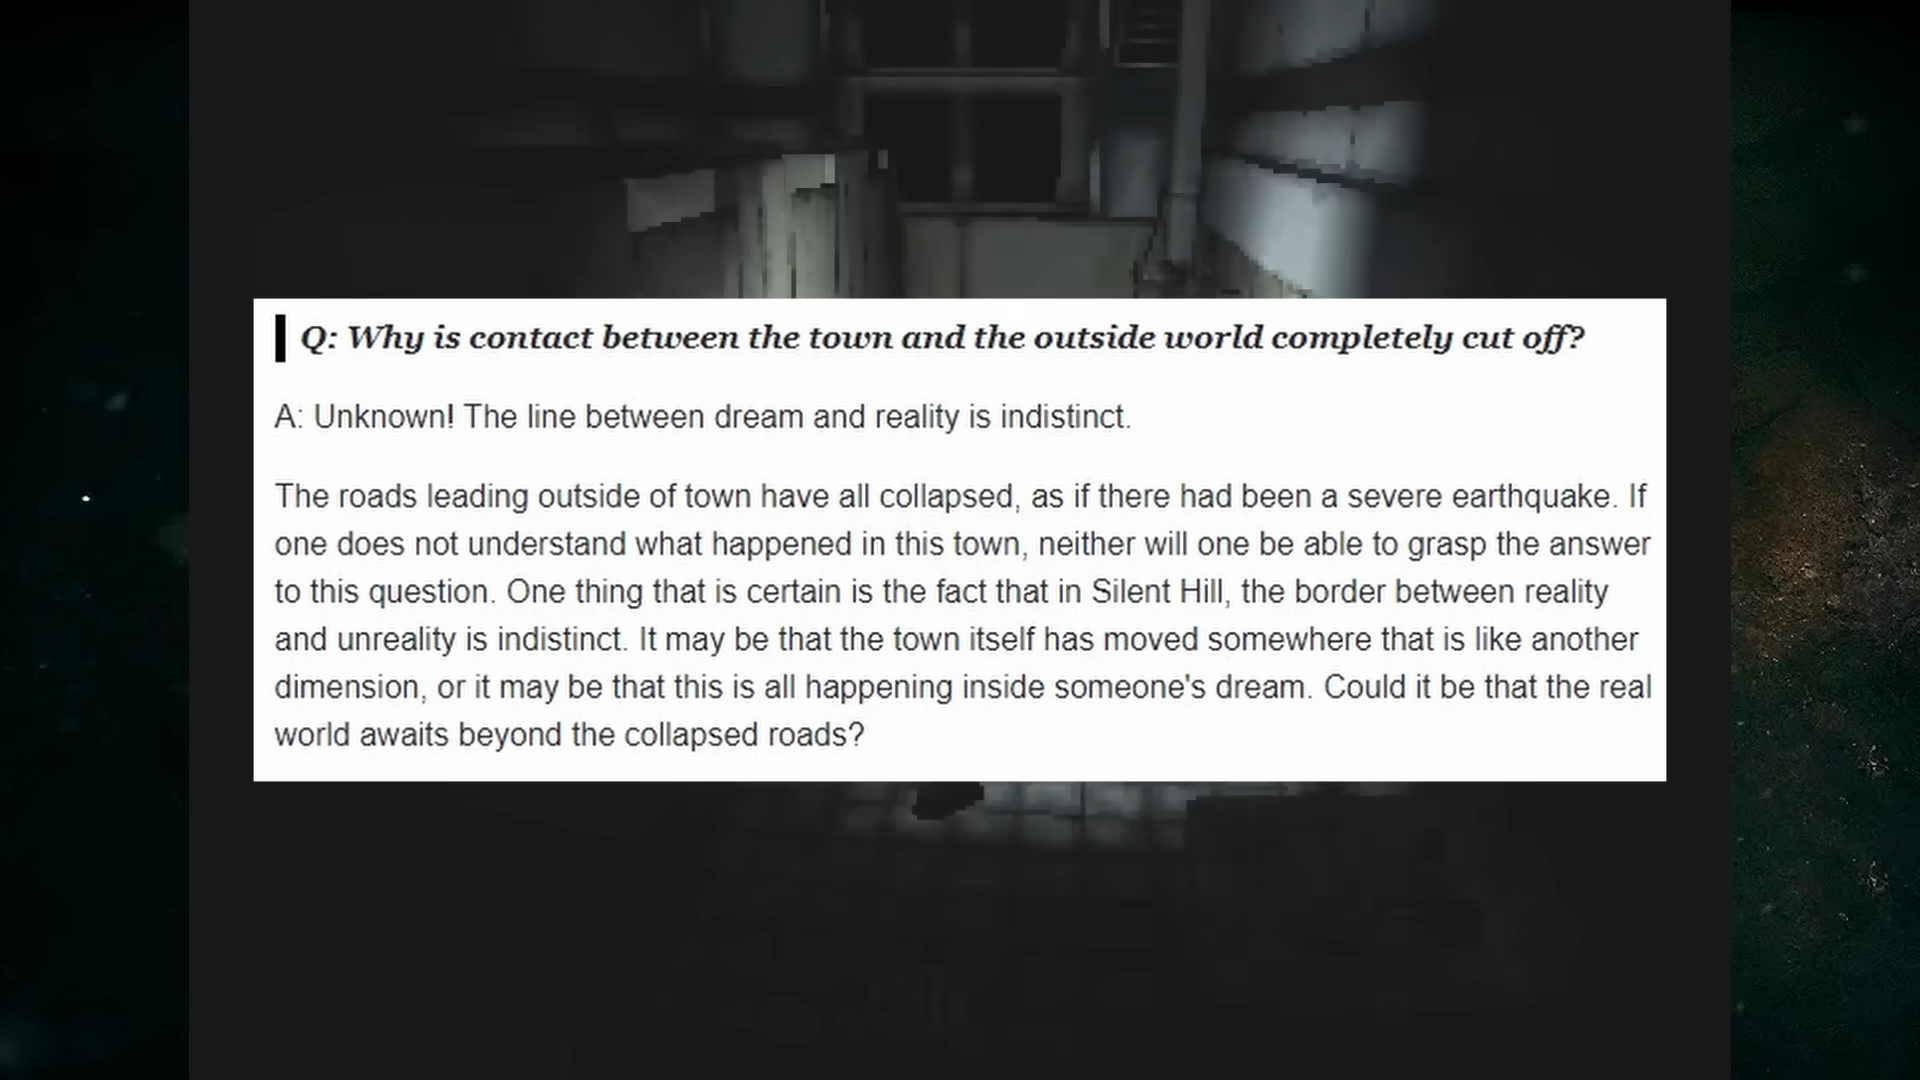 Q: Why is contact between the town and the outside world completely cut off?
A: Unknown! The line between dream and reality is indistinct.
The roads leading outside of town have all collapsed, as if there had been a severe earthquake. If
one does not understand what happened in this town, neither will one be able to grasp the answer
to this question. One thing that is certain is the fact that in Silent Hill, the border between reality
and unreality is indistinct. It may be that the town itself has moved somewhere that is like another
dimension, or it may be that this is all happening inside someone's dream. Could it be that the real
world awaits beyond the collapsed roads?